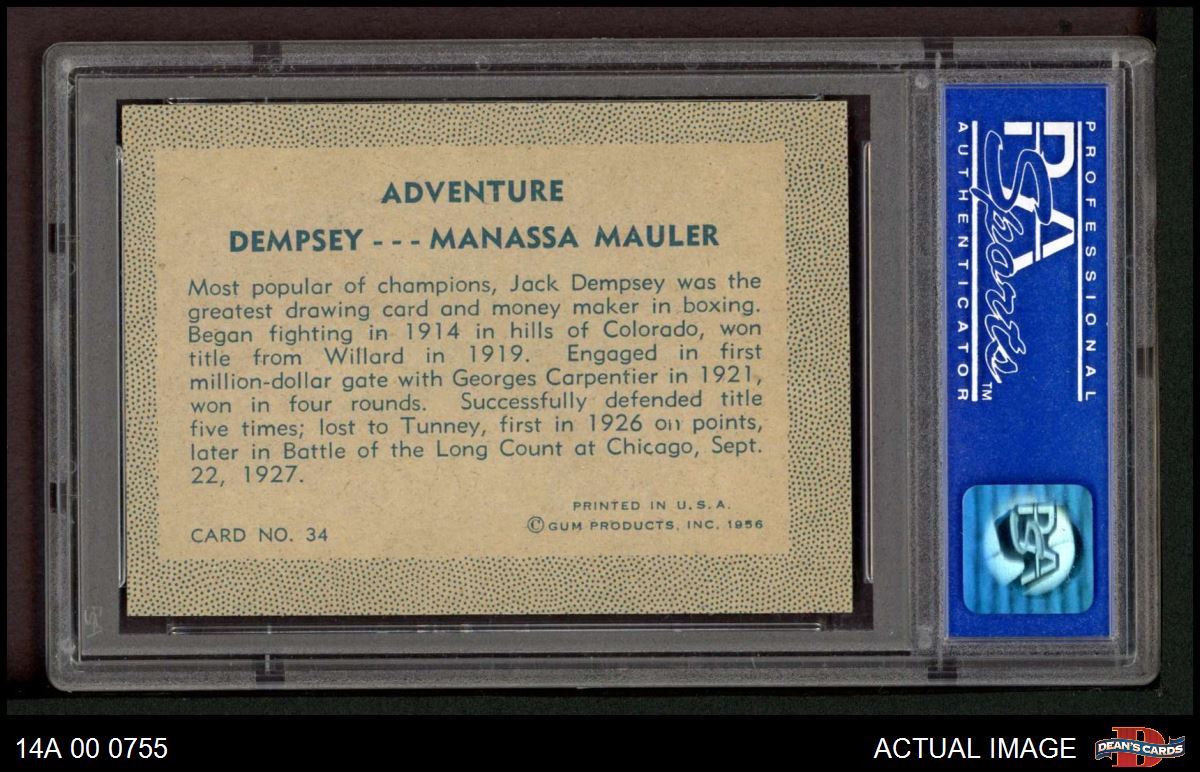 ADVENTURE
DEMPSEY - - - MANASSA MAULER
Most popular of champions, Jack Dempsey was the
greatest drawing card and money maker in boxing.
Began fighting in 1914 in hills of Colorado, won
title from Willard in 1919. Engaged in first
million-dollar gate with Georges Carpentier in 1921,
won in four rounds. Successfully defended title
five times; lost to Tunney, first in 1926 on points,
later in Battle of the Long Count at Chicago, Sept.
22, 1927.
PRINTED IN U.S.A.
CARD NO. 34
© GUM PRODUCTS, INC. 1956
PROFESSIONAL
PSA
Sports™
AUTHENTICATOR
PSA
14A 00 0755
ACTUAL IMAGE
D
DEAN'S CARDS